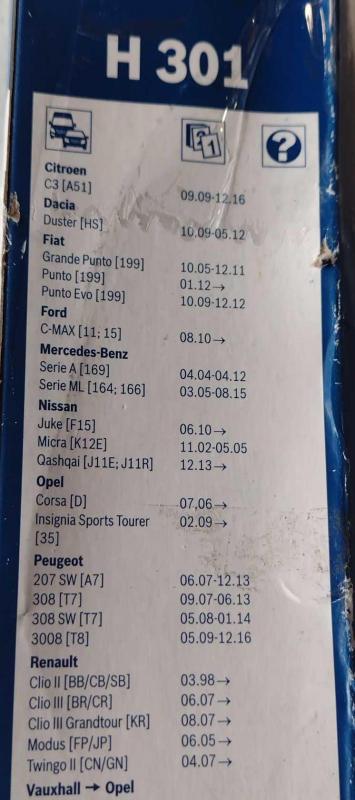 H 301
1
?
Citroen
C3 [A51] 09.09-12.16
Dacia
Duster [HS] 10.09-05.12
Fiat
Grande Punto [199] 10.05-12.11
Punto [199] 01.12→
Punto Evo [199] 10.09-12.12
Ford
C-MAX [11; 15] 08.10→
Mercedes-Benz
Serie A [169] 04.04-04.12
Serie ML [164; 166] 03.05-08.15
Nissan
Juke [F15] 06.10→
Micra [K12E] 11.02-05.05
Qashqai [J11E; J11R] 12.13→
Opel
Corsa [D] 07,06→
Insignia Sports Tourer 02.09→
[35]
Peugeot
207 SW [A7] 06.07-12.13
308 [T7] 09.07-06.13
308 SW [T7] 05.08-01.14
3008 [T8] 05.09-12.16
Renault
Clio II [BB/CB/SB] 03.98→
Clio III [BR/CR] 06.07→
Clio III Grandtour [KR] 08.07→
Modus [FP/JP] 06.05→
Twingo II [CN/GN] 04.07→
Vauxhall → Opel